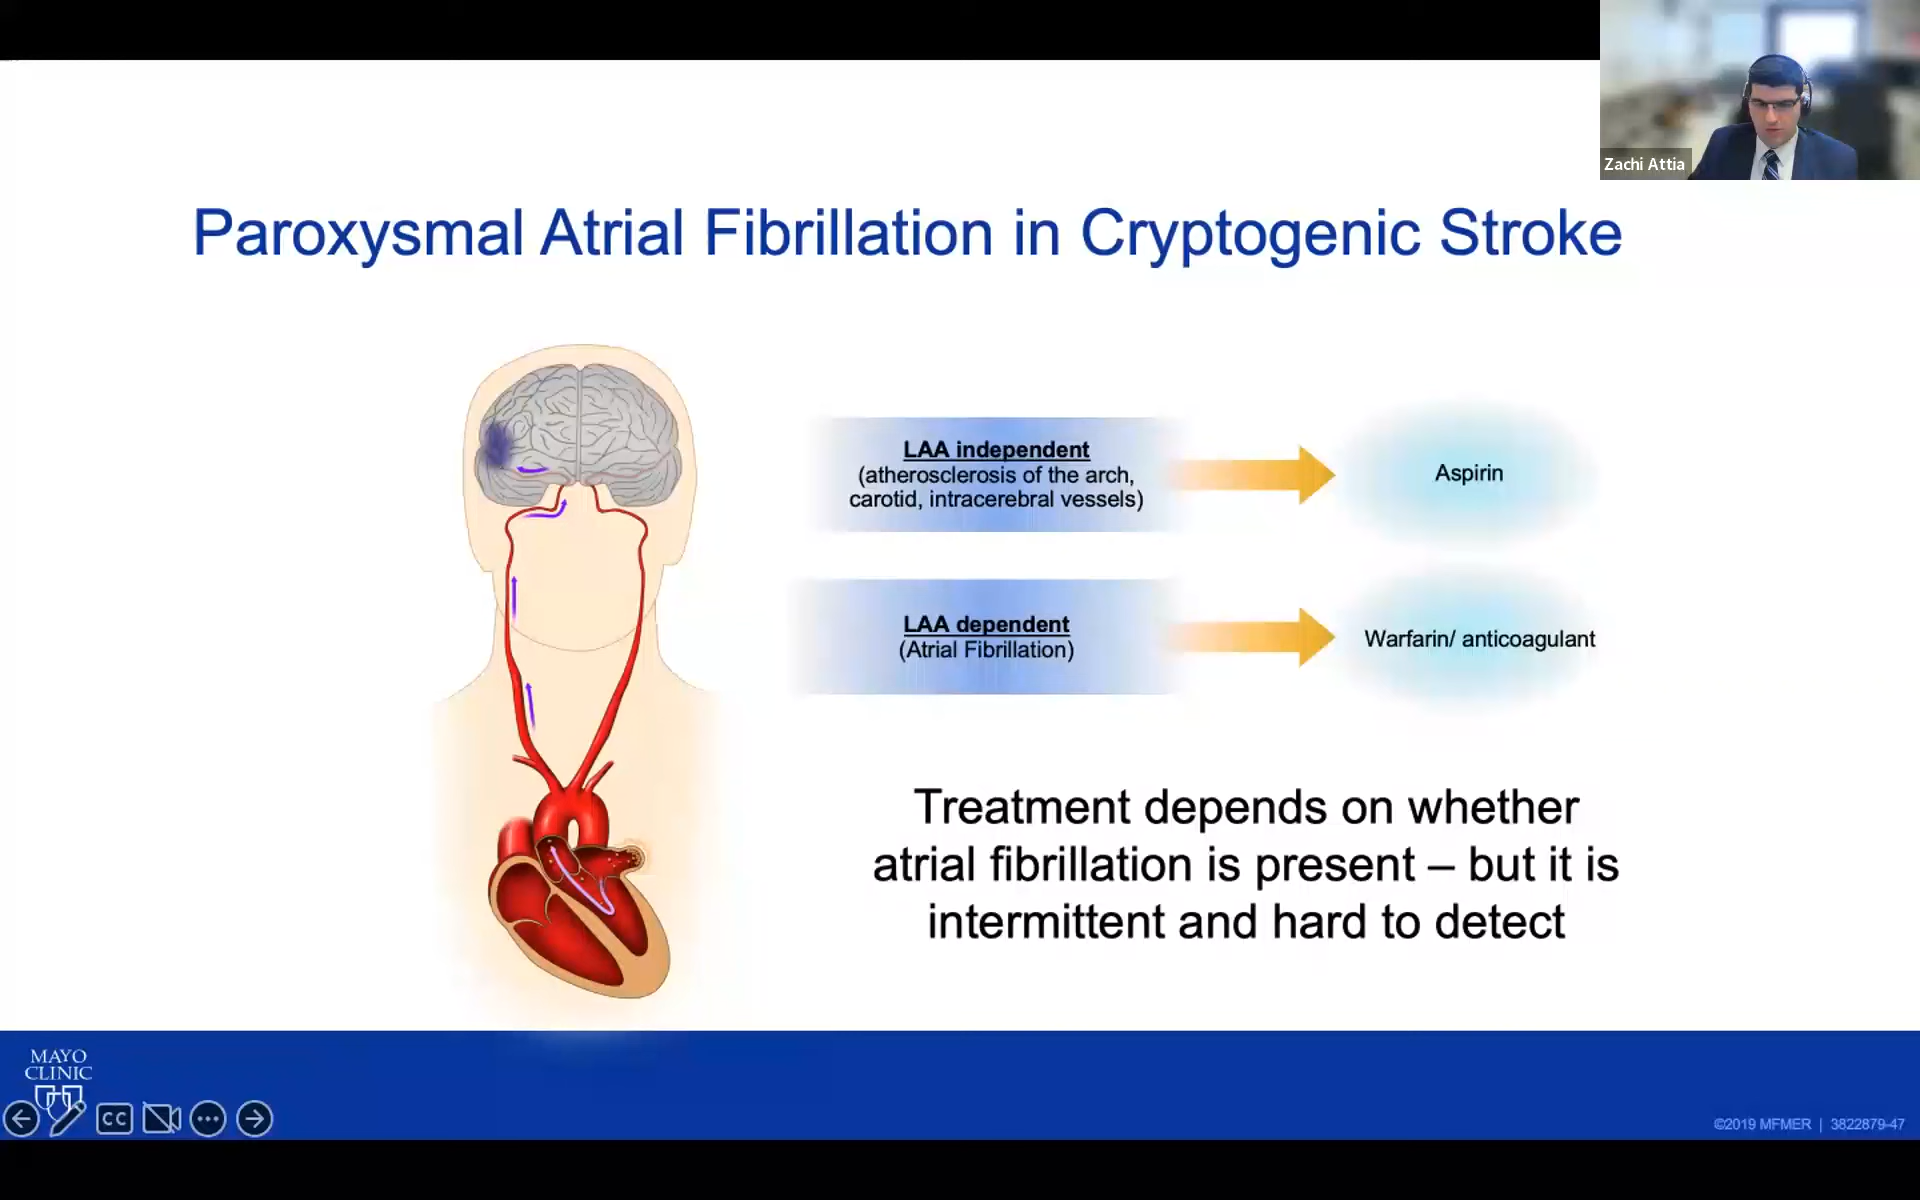 Zachi Attia
Paroxysmal Atrial Fibrillation in Cryptogenic Stroke
LAA independent
(atherosclerosis of the arch,
carotid, intracerebral vessels)
Aspirin
LAA dependent
(Atrial Fibrillation)
Warfarin/ anticoagulant
Treatment depends on whether
atrial fibrillation is present – but it is
intermittent and hard to detect
MAYO
CLINIC
CC
©2019 MFMER | 3822879-47